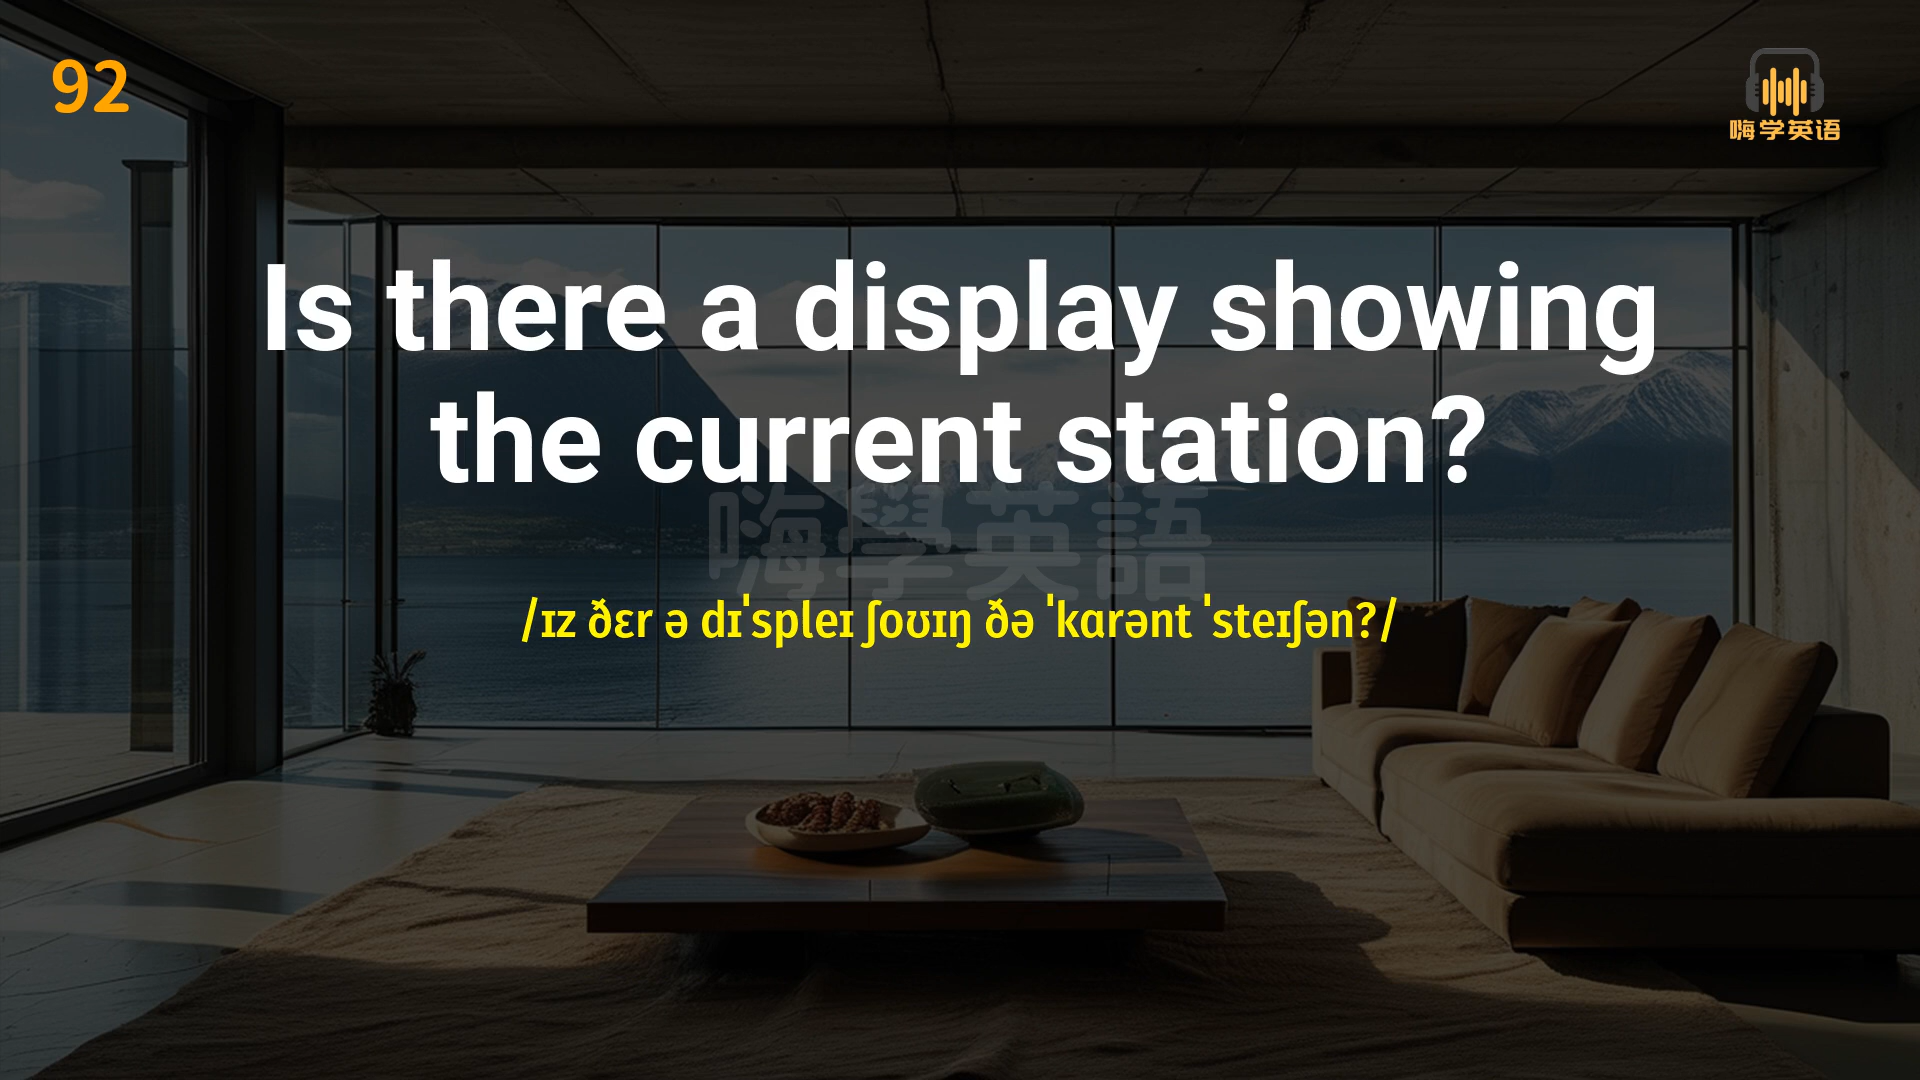 92
嗨学英语
Is there a display showing
the current station?
嗨學英語
/ɪz ðɛr ə dɪˈspleɪ ʃoʊɪŋ ðə ˈkɑrənt ˈsteɪʃən?/